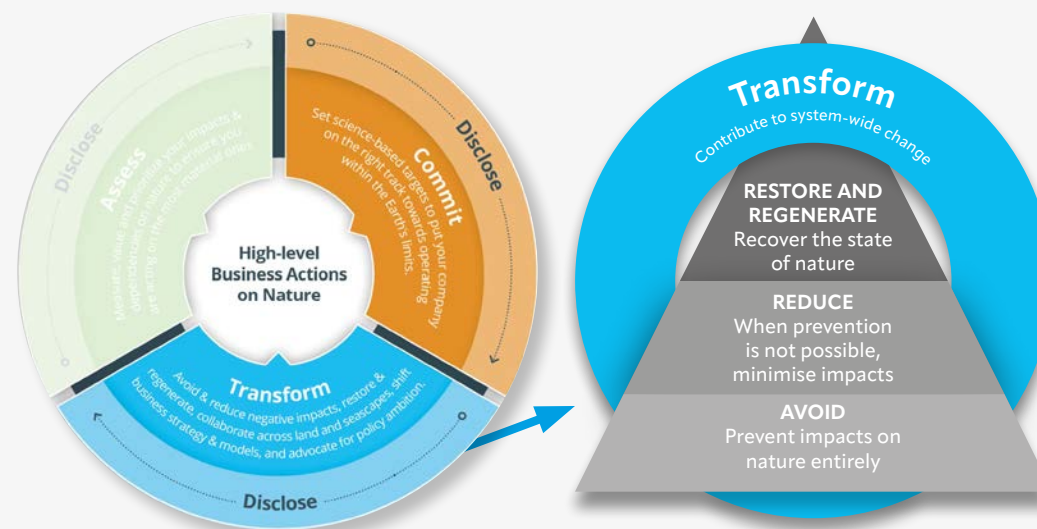 High-level
Business Actions
on Nature
Disclose
Assess
Measure, value and prioritise your impacts &
dependencies on nature to ensure you
are acting on the most material ones.
Disclose
Commit
Set science-based targets to put your company
on the right track towards operating
within the Earth's limits.
Transform
Avoid & reduce negative impacts, restore &
regenerate, collaborate across land and seascapes, shift
business strategy & models, and advocate for policy ambition.
Disclose
Transform
Contribute to system-wide change
RESTORE AND
REGENERATE
Recover the state
of nature
REDUCE
When prevention
is not possible,
minimise impacts
AVOID
Prevent impacts on
nature entirely